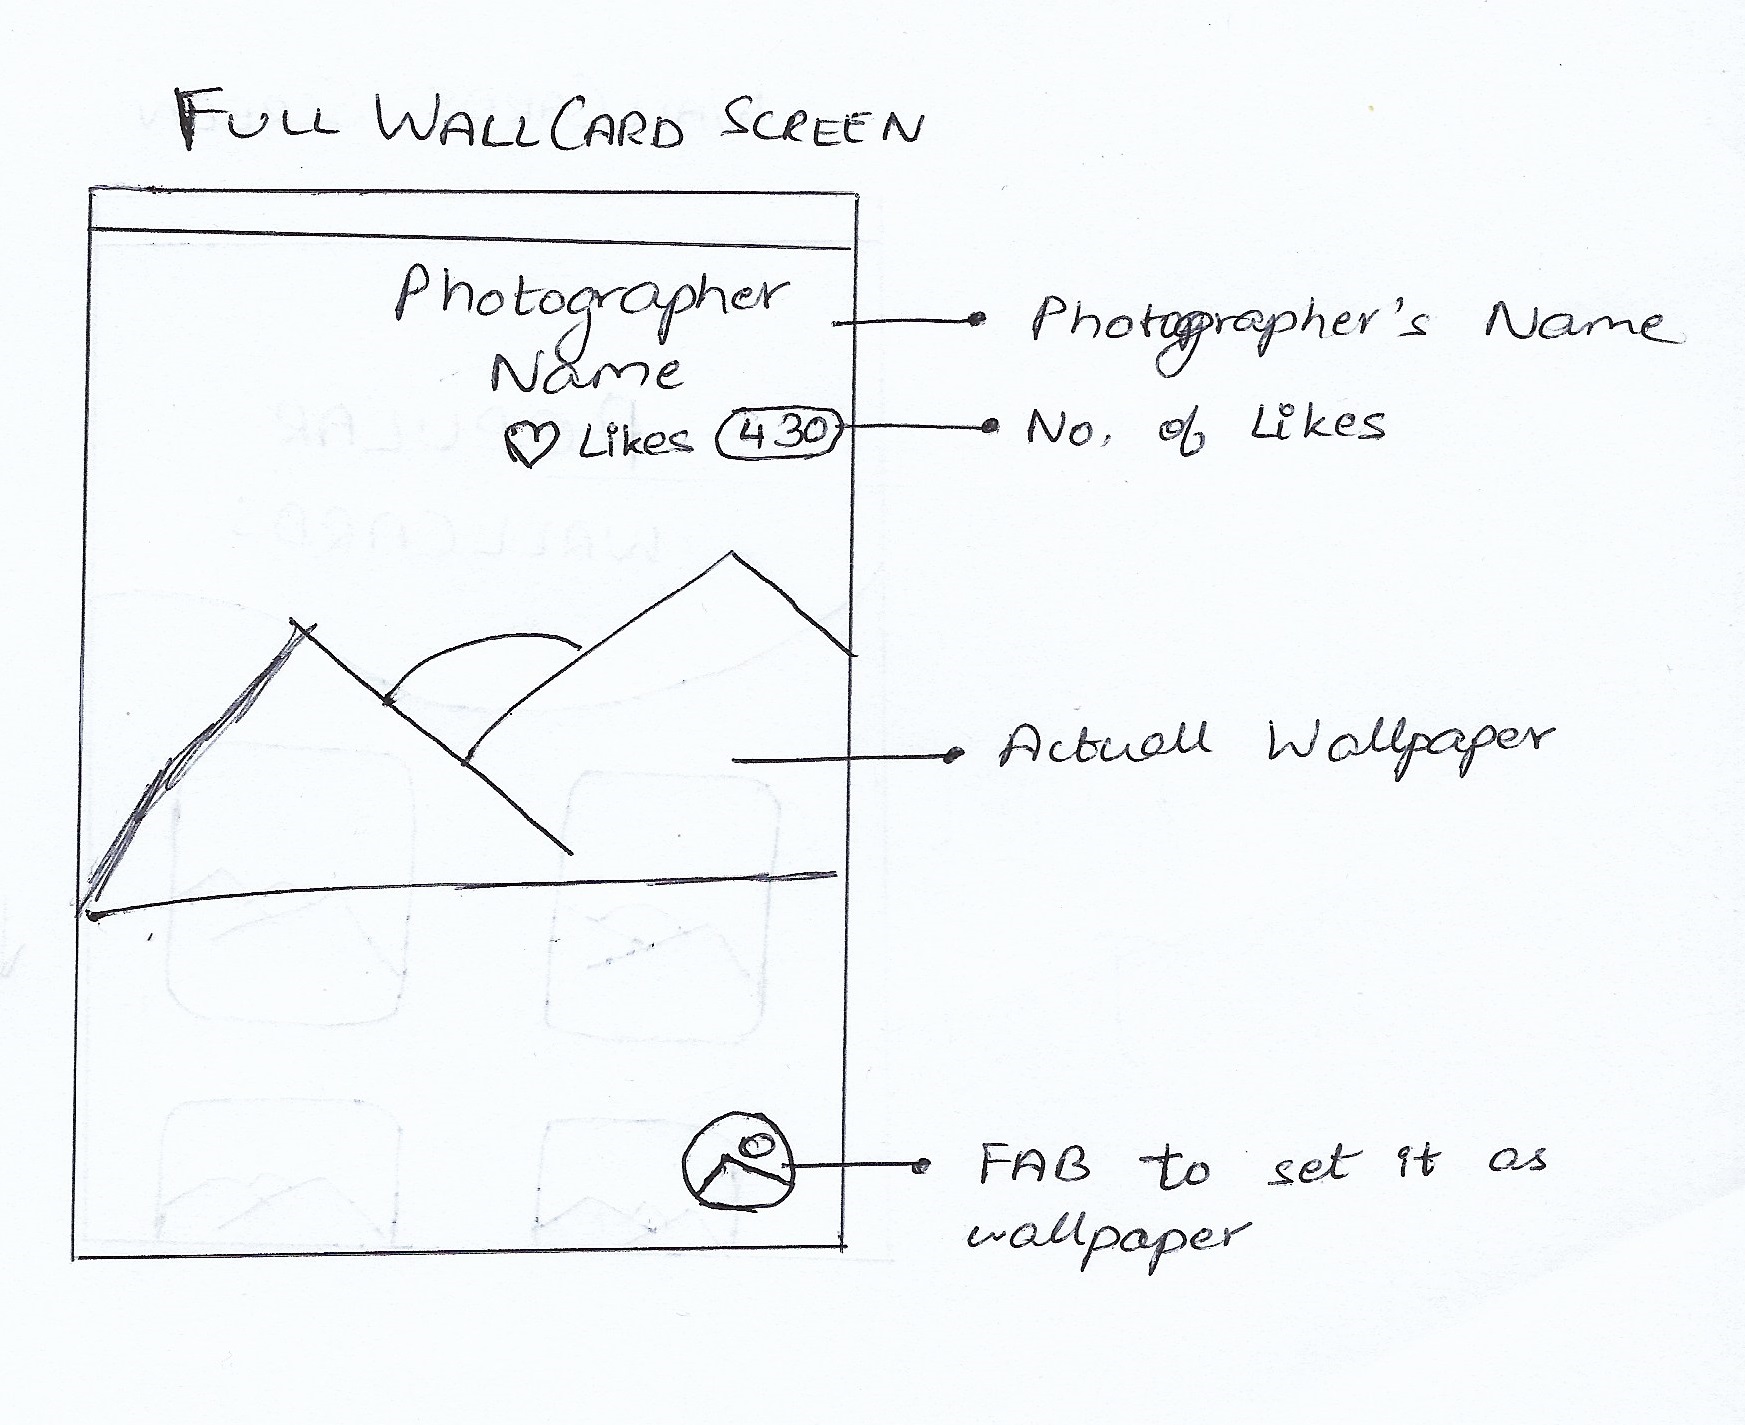 FULL WALLCARD SCREEN
Photographer
Name
Photographer's Name
Likes 430
No. of Likes
Actuall Wallpaper
FAB to set it as
wallpaper